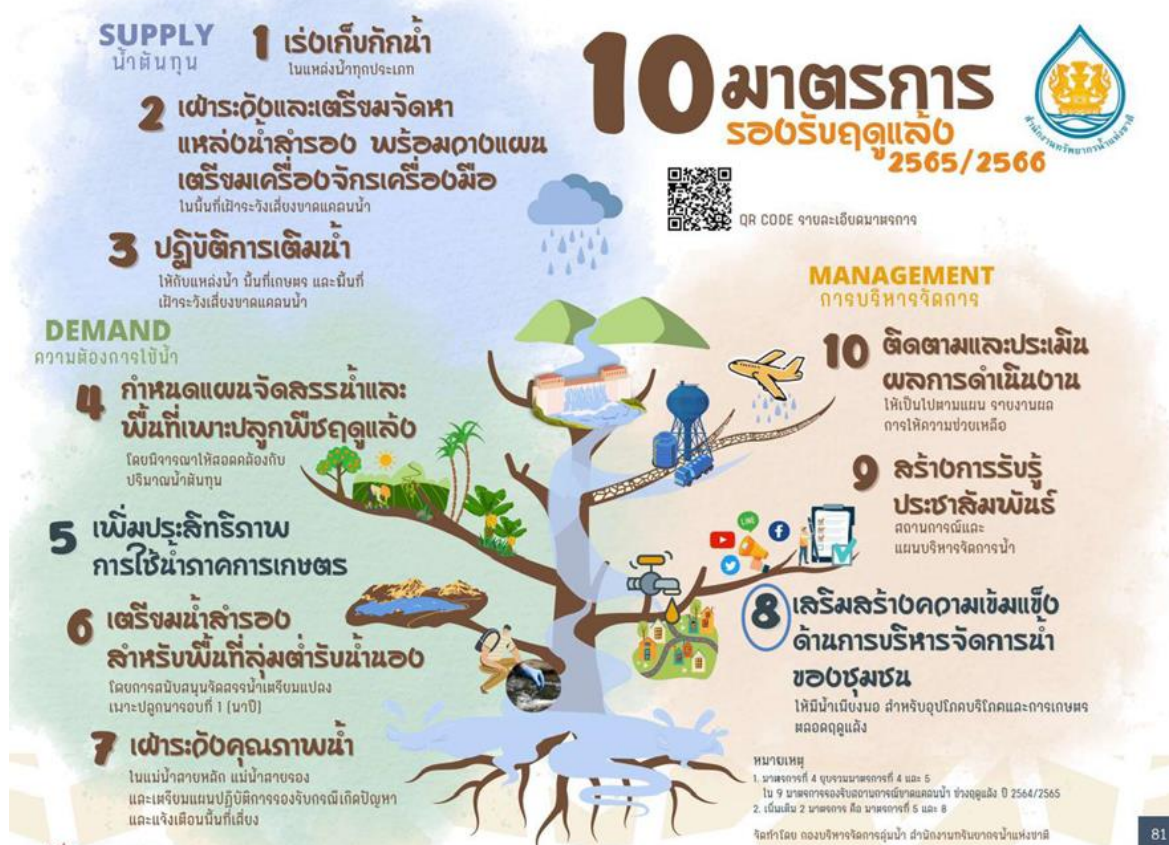 10 มาตรการ
รองรับฤดูแล้ง
2565/2566
สำนักงานทรัพยากรน้ำแห่งชาติ
QR CODE รายละเอียดมาตรการ
SUPPLY
น้ำต้นทุน
1 เร่งเก็บกักน้ำ
ในแหล่งน้ำทุกประเภท
2 เฝ้าระวังและเตรียมจัดหา
แหล่งน้ำสำรอง พร้อมวางแผน
เตรียมเครื่องจักรเครื่องมือ
ในพื้นที่เฝ้าระวังเสี่ยงขาดแคลนน้ำ
3 ปฏิบัติการเติมน้ำ
ให้กับแหล่งน้ำ พื้นที่เกษตร และพื้นที่
เฝ้าระวังเสี่ยงขาดแคลนน้ำ
DEMAND
ความต้องการใช้น้ำ
4 กำหนดแผนจัดสรรน้ำและ
พื้นที่เพาะปลูกพืชฤดูแล้ง
โดยพิจารณาให้สอดคล้องกับ
ปริมาณน้ำต้นทุน
5 เพิ่มประสิทธิภาพ
การใช้น้ำภาคการเกษตร
6 เตรียมน้ำสำรอง
สำหรับพื้นที่ลุ่มต่ำรับน้ำนอง
โดยการสนับสนุนจัดสรรน้ำเตรียมแปลง
เพาะปลูกนารอบที่ 1 (นาปี)
7 เฝ้าระวังคุณภาพน้ำ
ในแม่น้ำสายหลัก แม่น้ำสายรอง
และเตรียมแผนปฏิบัติการรองรับกรณีเกิดปัญหา
และแจ้งเตือนพื้นที่เสี่ยง
MANAGEMENT
การบริหารจัดการ
10 ติดตามและประเมิน
ผลการดำเนินงาน
ให้เป็นไปตามแผน รายงานผล
การให้ความช่วยเหลือ
9 สร้างการรับรู้
ประชาสัมพันธ์
สถานการณ์และ
แผนบริหารจัดการน้ำ
LINE
8 เสริมสร้างความเข้มแข็ง
ด้านการบริหารจัดการน้ำ
ของชุมชน
ให้มีน้ำเพียงพอ สำหรับอุปโภคบริโภคและการเกษตร
ตลอดฤดูแล้ง
หมายเหตุ
1. มาตรการที่ 4 ยุบรวมมาตรการที่ 4 และ 5
ใน 9 มาตรการรองรับสถานการณ์ขาดแคลนน้ำ ช่วงฤดูแล้ง ปี 2564/2565
2. เพิ่มเติม 2 มาตรการ คือ มาตรการที่ 5 และ 8
จัดทำโดย กองบริหารจัดการลุ่มน้ำ สำนักงานทรัพยากรน้ำแห่งชาติ
81